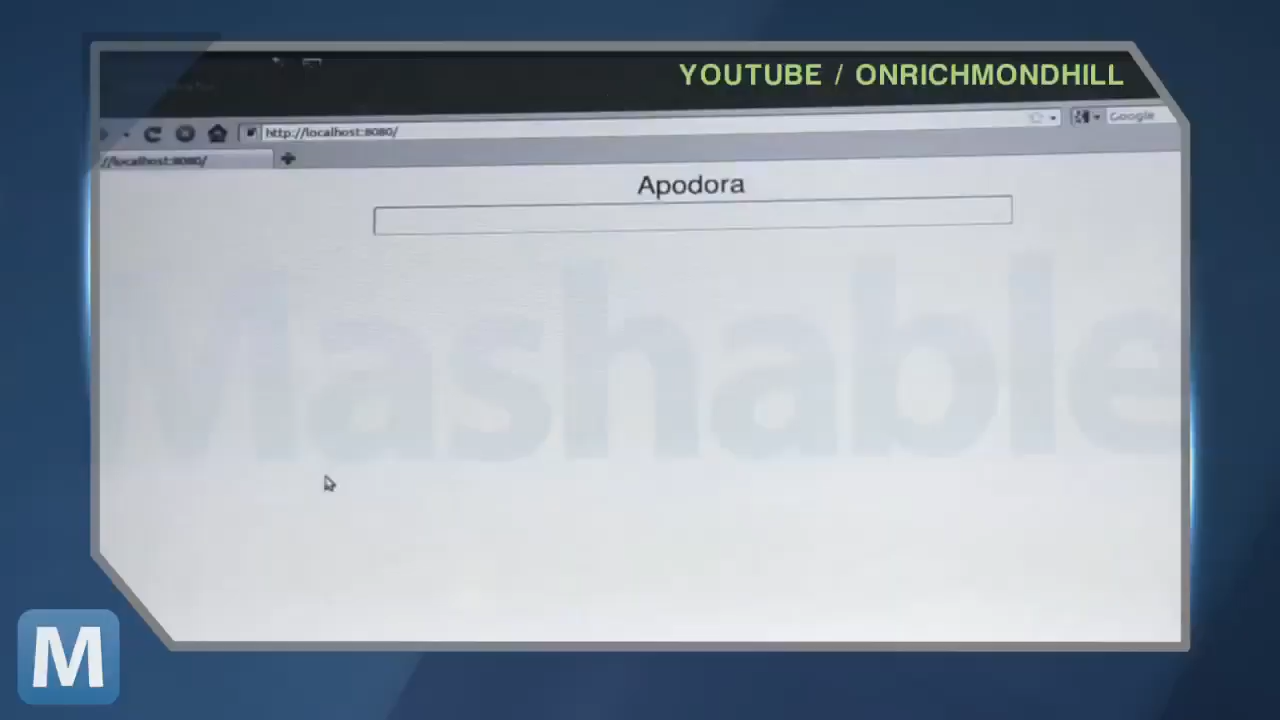 YOUTUBE / ONRICHMONDHILL
http://localhost:8080/
Google
//localhost:8080/
Apodora
Mashable
M